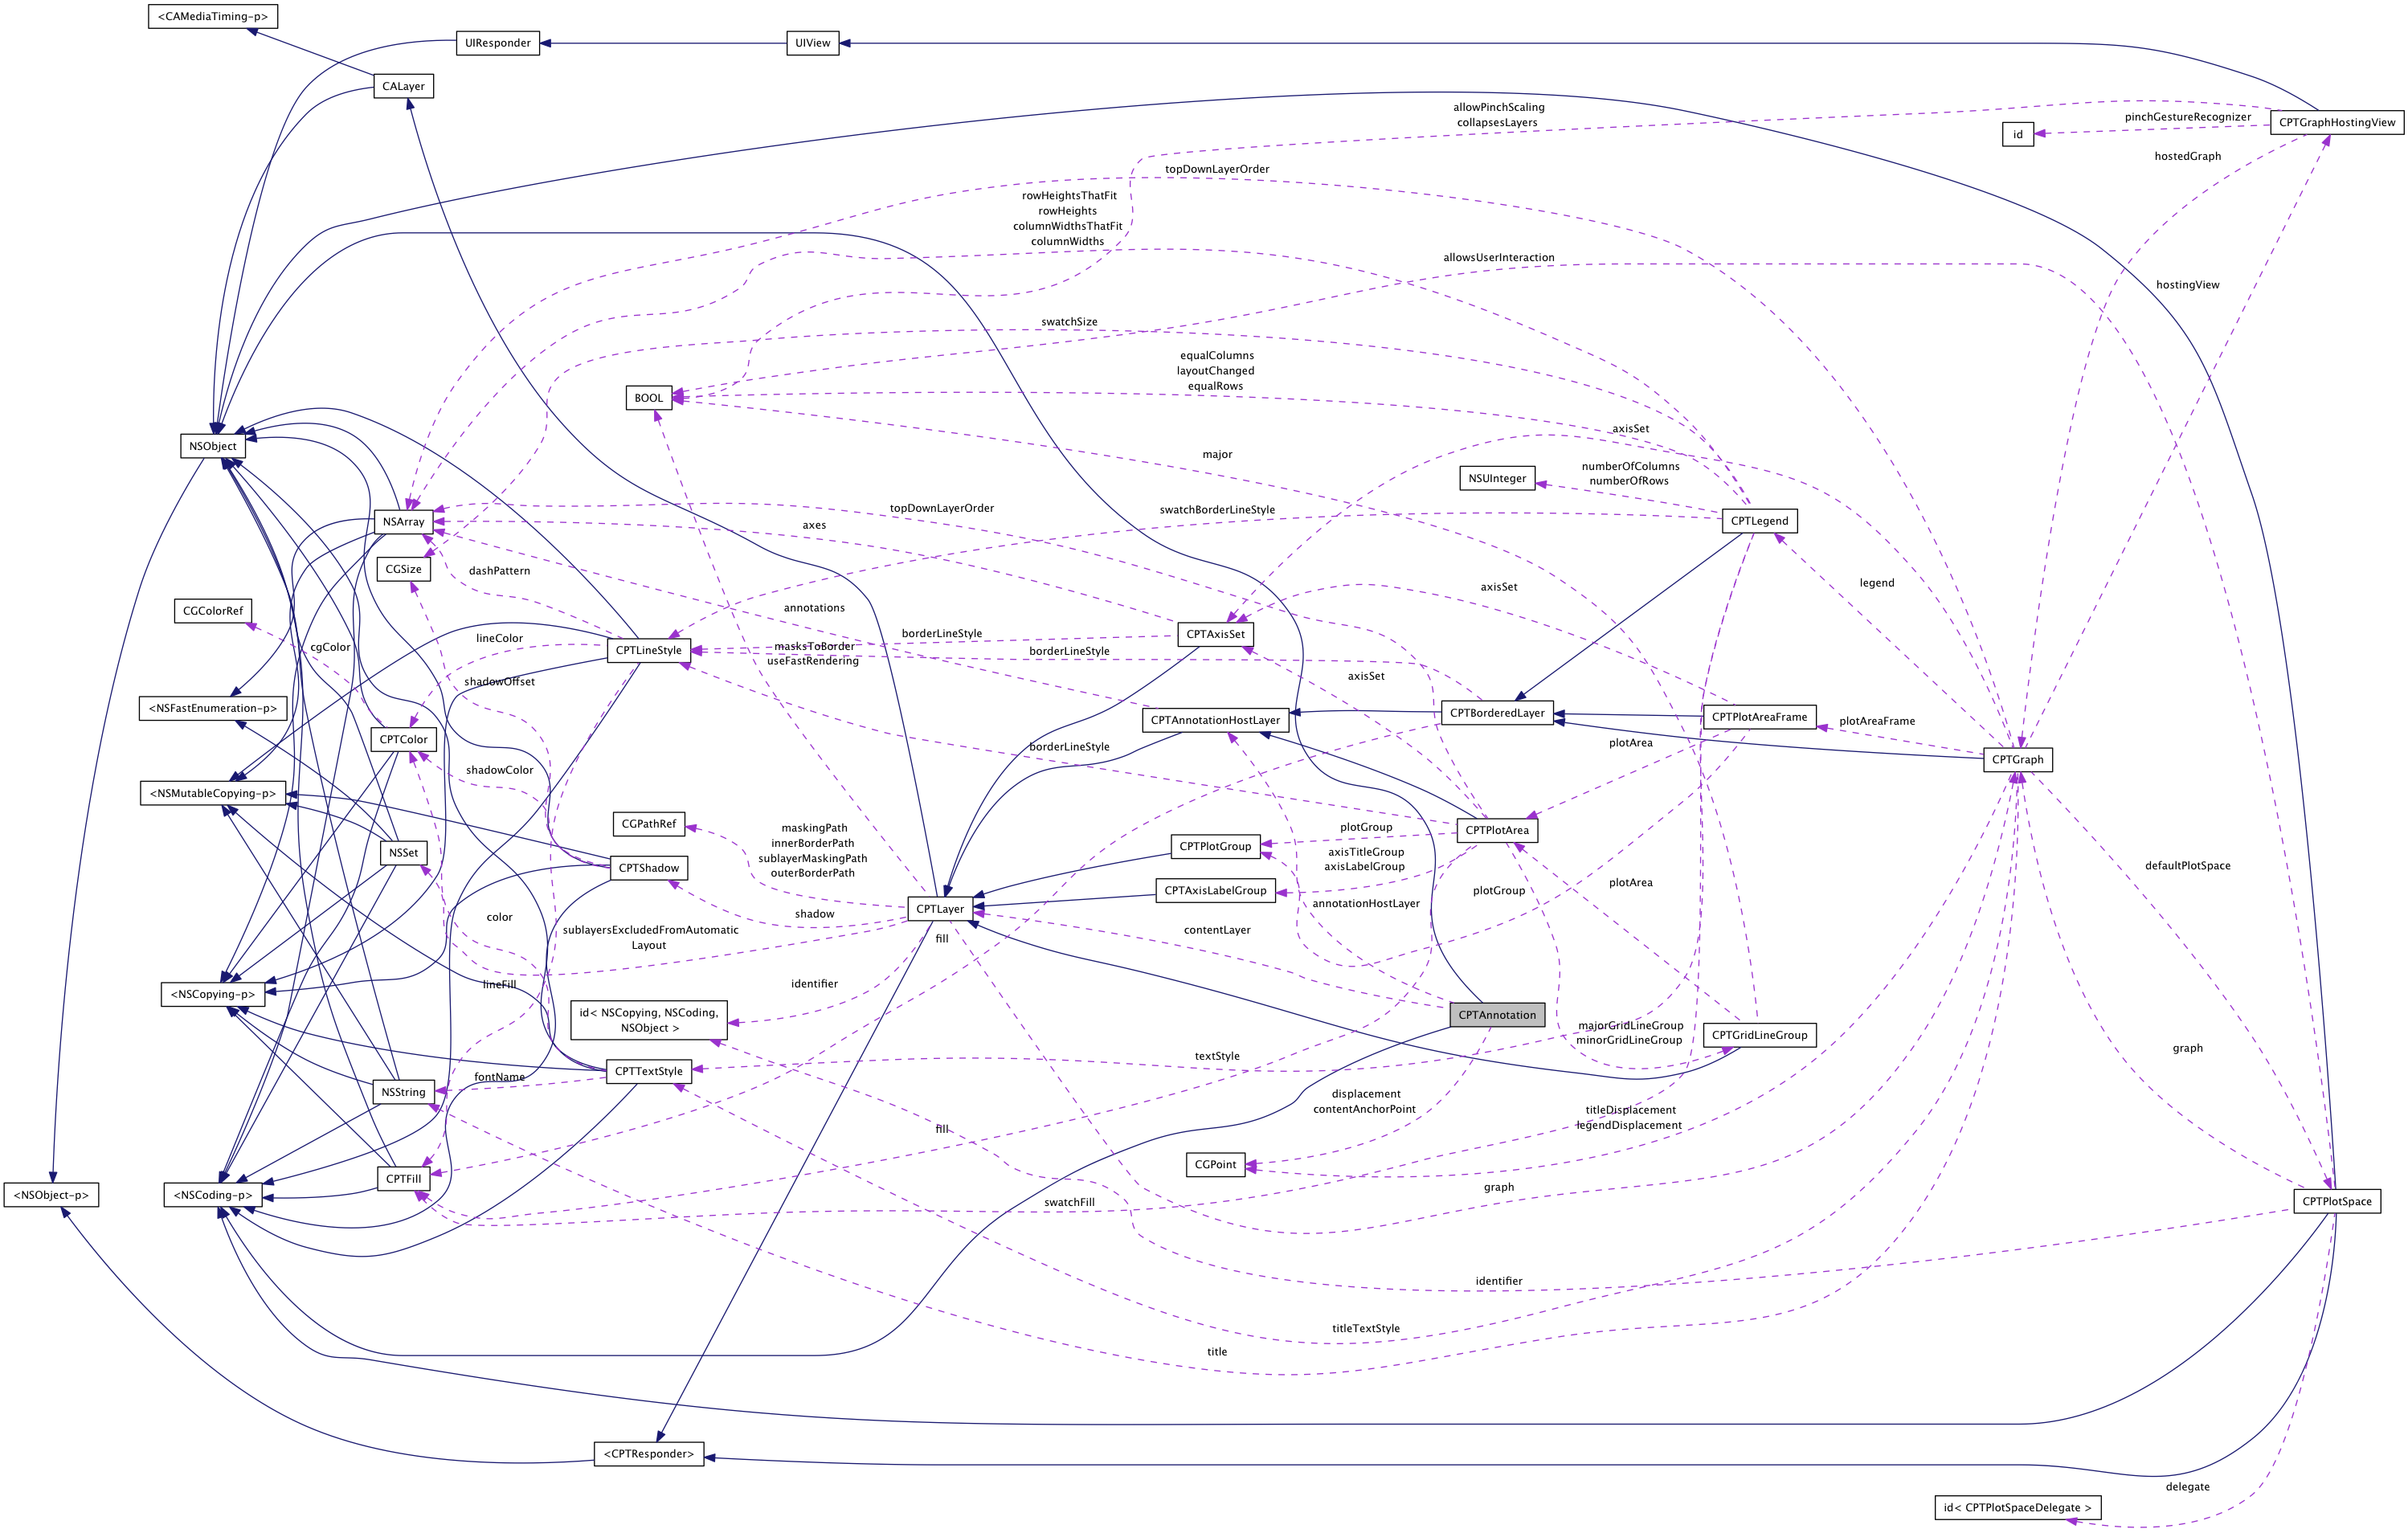 <CAMediaTiming-p>
UIResponder
UIView
CALayer
allowPinchScaling
collapsesLayers
pinchGestureRecognizer
CPTGraphHostingView
id
hostedGraph
topDownLayerOrder
rowHeightsThatFit
rowHeights
columnWidthsThatFit
columnWidths
allowsUserInteraction
hostingView
swatchSize
equalColumns
layoutChanged
equalRows
BOOL
axisSet
NSObject
major
numberOfColumns
numberOfRows
NSUInteger
NSArray
topDownLayerOrder
swatchBorderLineStyle
CPTLegend
axes
CGSize
dashPattern
legend
axisSet
CGColorRef
annotations
cgColor
lineColor
CPTLineStyle
borderLineStyle
CPTAxisSet
masksToBorder
useFastRendering
borderLineStyle
shadowOffset
axisSet
<NSFastEnumeration-p>
CPTAnnotationHostLayer
CPTBorderedLayer
CPTPlotAreaFrame
plotAreaFrame
CPTColor
borderLineStyle
plotArea
CPTGraph
shadowColor
<NSMutableCopying-p>
CGPathRef
maskingPath
innerBorderPath
sublayerMaskingPath
outerBorderPath
plotGroup
CPTPlotArea
NSSet
CPTShadow
CPTPlotGroup
axisTitleGroup
axisLabelGroup
defaultPlotSpace
CPTAxisLabelGroup
plotGroup
plotArea
color
shadow
CPTLayer
annotationHostLayer
sublayersExcludedFromAutomatic
Layout
fill
contentLayer
<NSCopying-p>
lineFill
identifier
id< NSCopying, NSCoding,
NSObject >
CPTAnnotation
majorGridLineGroup
minorGridLineGroup
CPTGridLineGroup
graph
textStyle
fontName
CPTTextStyle
NSString
displacement
contentAnchorPoint
titleDisplacement
legendDisplacement
fill
CGPoint
CPTFill
<NSObject-p>
<NSCoding-p>
swatchFill
graph
CPTPlotSpace
identifier
titleTextStyle
title
<CPTResponder>
delegate
id< CPTPlotSpaceDelegate >